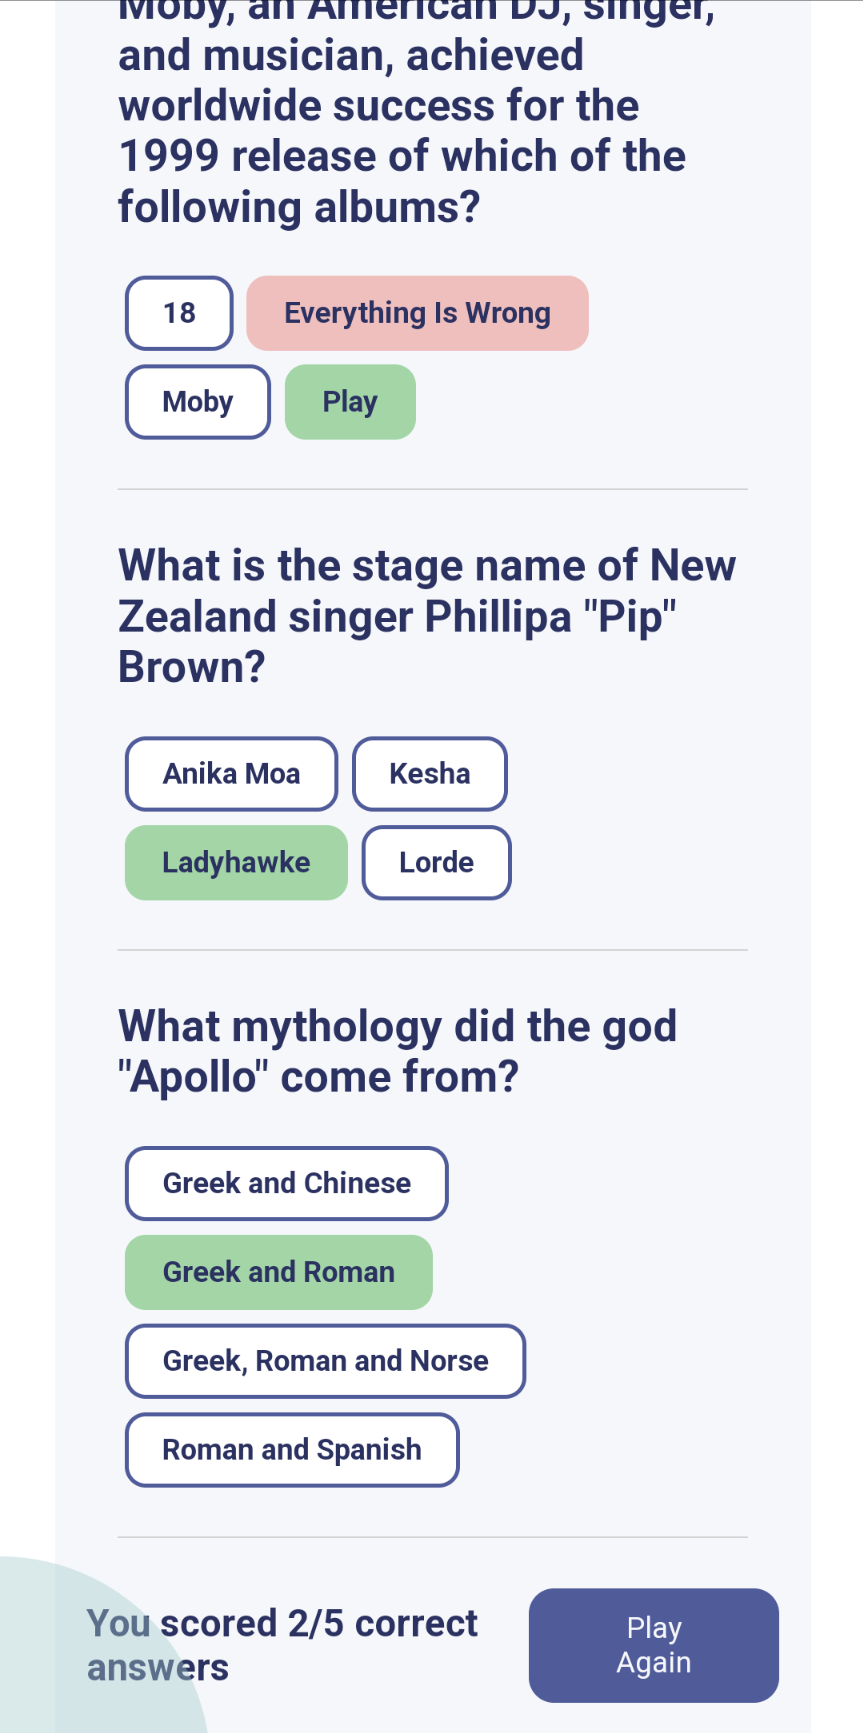 Moby, an American DJ, singer,
and musician, achieved
worldwide success for the
1999 release of which of the
following albums?
18
Everything Is Wrong
Moby
Play
What is the stage name of New
Zealand singer Phillipa "Pip"
Brown?
Anika Moa
Kesha
Ladyhawke
Lorde
What mythology did the god
"Apollo" come from?
Greek and Chinese
Greek and Roman
Greek, Roman and Norse
Roman and Spanish
You scored 2/5 correct
answers
Play
Again